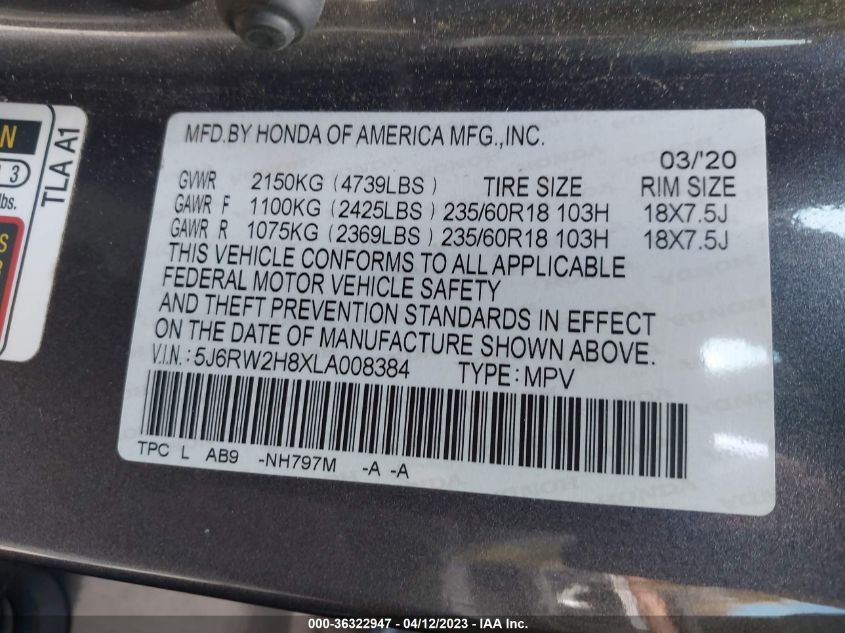 N
3
lbs.
S
S
TLA A1
MFD.BY HONDA OF AMERICA MFG.,INC.
03/'20
GVWR 2150KG (4739LBS) TIRE SIZE RIM SIZE
GAWR F 1100KG (2425LBS) 235/60R18 103H 18X7.5J
GAWR R 1075KG (2369LBS) 235/60R18 103H 18X7.5J
THIS VEHICLE CONFORMS TO ALL APPLICABLE
FEDERAL MOTOR VEHICLE SAFETY
AND THEFT PREVENTION STANDARDS IN EFFECT
ON THE DATE OF MANUFACTURE SHOWN ABOVE.
V.I.N.: 5J6RW2H8XLA008384 TYPE: MPV
TPC L AB9 -NH797M -A -A
000-36322947 - 04/12/2023 - IAA Inc.